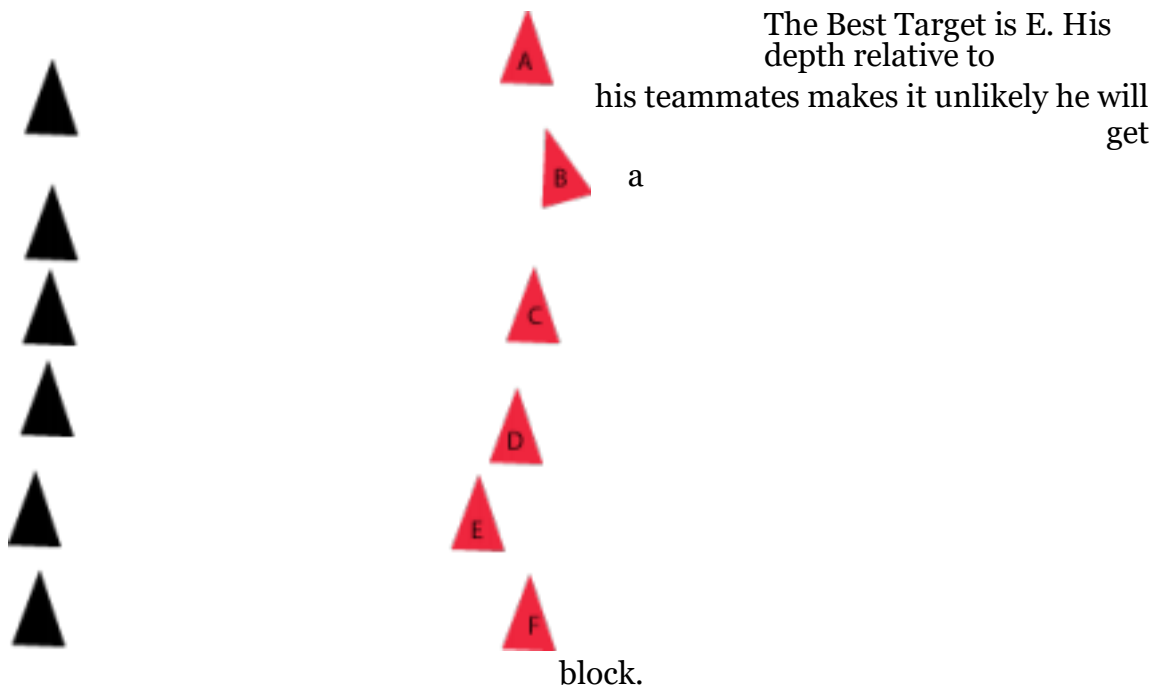 The Best Target is E. His
depth relative to
his teammates makes it unlikely he will
get
a
A
B
C
D
E
F
block.